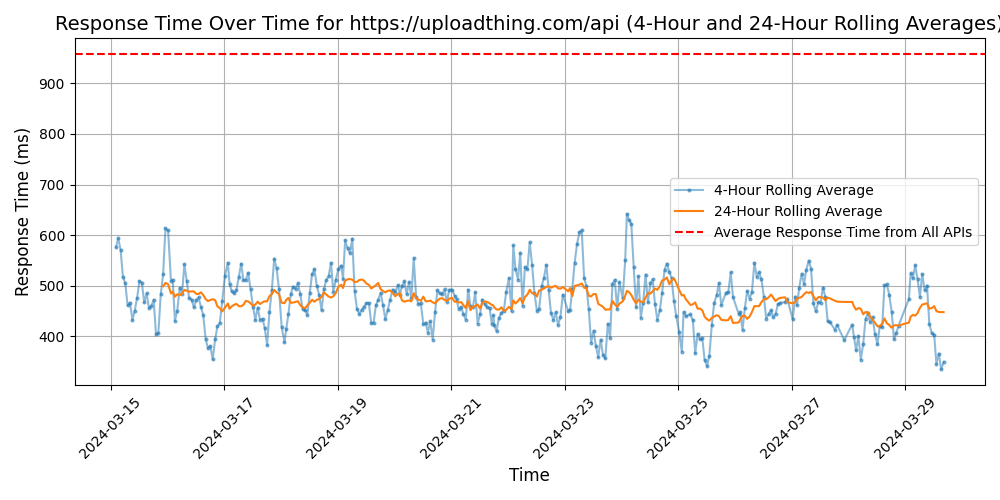 Response Time Over Time for https://uploadthing.com/api (4-Hour and 24-Hour Rolling Averages)
Response Time (ms)
900
800
700
600
500
400
4-Hour Rolling Average
24-Hour Rolling Average
Average Response Time from All APIs
2024-03-15
2024-03-17
2024-03-19
2024-03-21
2024-03-23
2024-03-25
2024-03-27
2024-03-29
Time